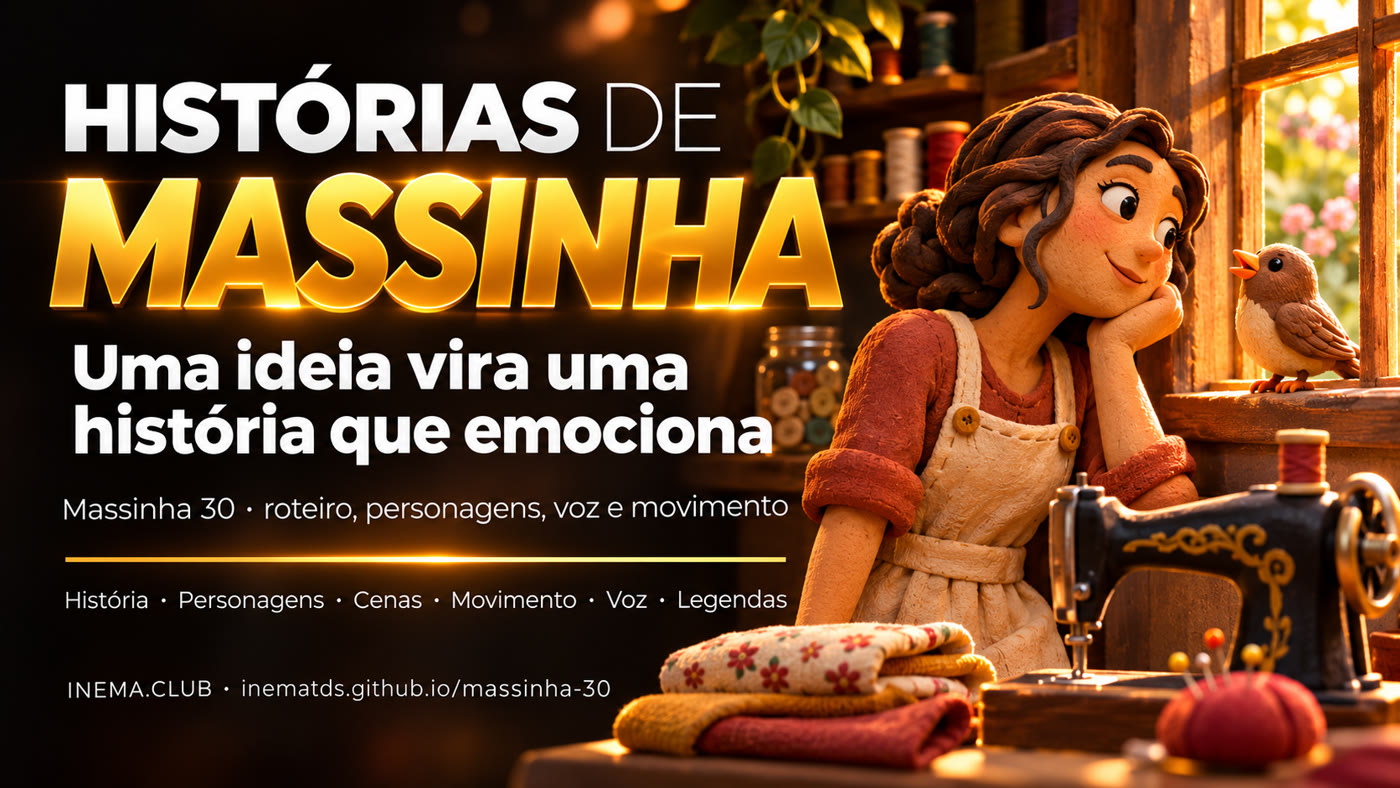 HISTÓRIAS DE
MASSINHA
Uma ideia vira uma
história que emociona
Massinha 30 • roteiro, personagens, voz e movimento
História • Personagens • Cenas • Movimento • Voz • Legendas
INEMA.CLUB • inematds.github.io/massinha-30